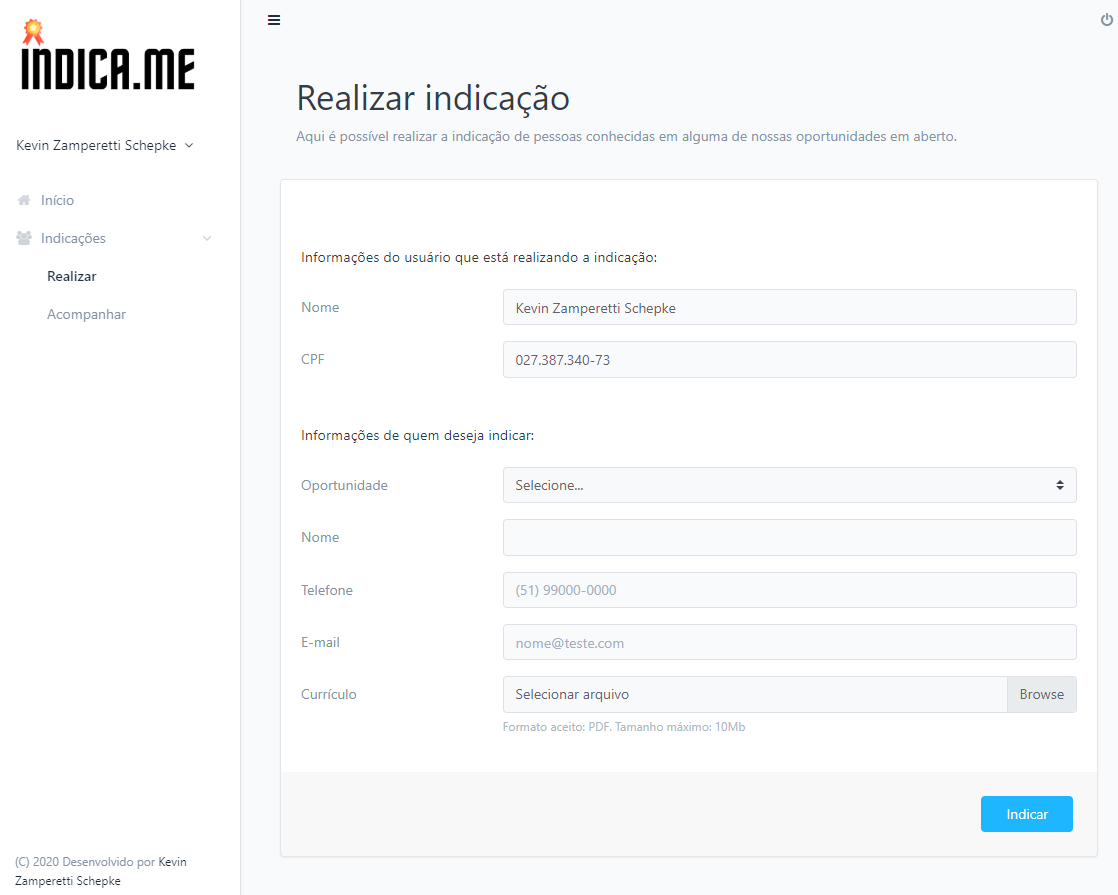 INDICA.ME
Kevin Zamperetti Schepke
Início
Indicações
Realizar
Acompanhar
(C) 2020 Desenvolvido por Kevin
Zamperetti Schepke
Realizar indicação
Aqui é possível realizar a indicação de pessoas conhecidas em alguma de nossas oportunidades em aberto.
Informações do usuário que está realizando a indicação:
Nome Kevin Zamperetti Schepke
CPF 027.387.340-73
Informações de quem deseja indicar:
Oportunidade Selecione...
Nome
Telefone (51) 99000-0000
E-mail nome@teste.com
Currículo Selecionar arquivo Browse
Formato aceito: PDF. Tamanho máximo: 10Mb
Indicar